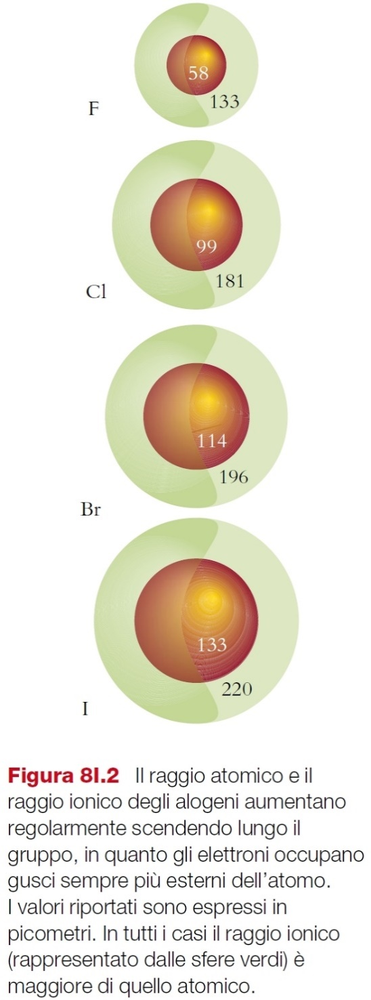 58
133
F
99
181
Cl
114
196
Br
133
220
I
Figura 8I.2 Il raggio atomico e il
raggio ionico degli alogeni aumentano
regolarmente scendendo lungo il
gruppo, in quanto gli elettroni occupano
gusci sempre più esterni dell'atomo.
I valori riportati sono espressi in
picometri. In tutti i casi il raggio ionico
(rappresentato dalle sfere verdi) è
maggiore di quello atomico.